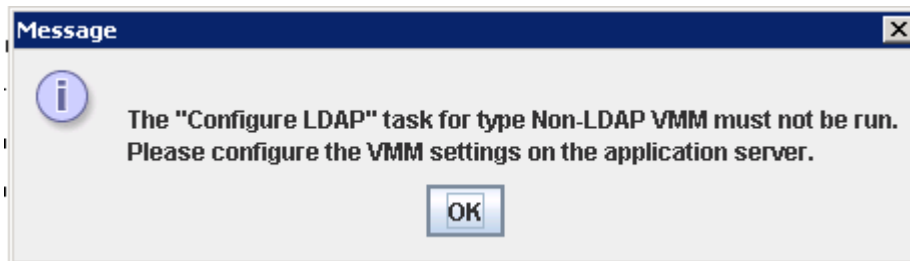 Message
The "Configure LDAP" task for type Non-LDAP VMM must not be run.
Please configure the VMM settings on the application server.
OK